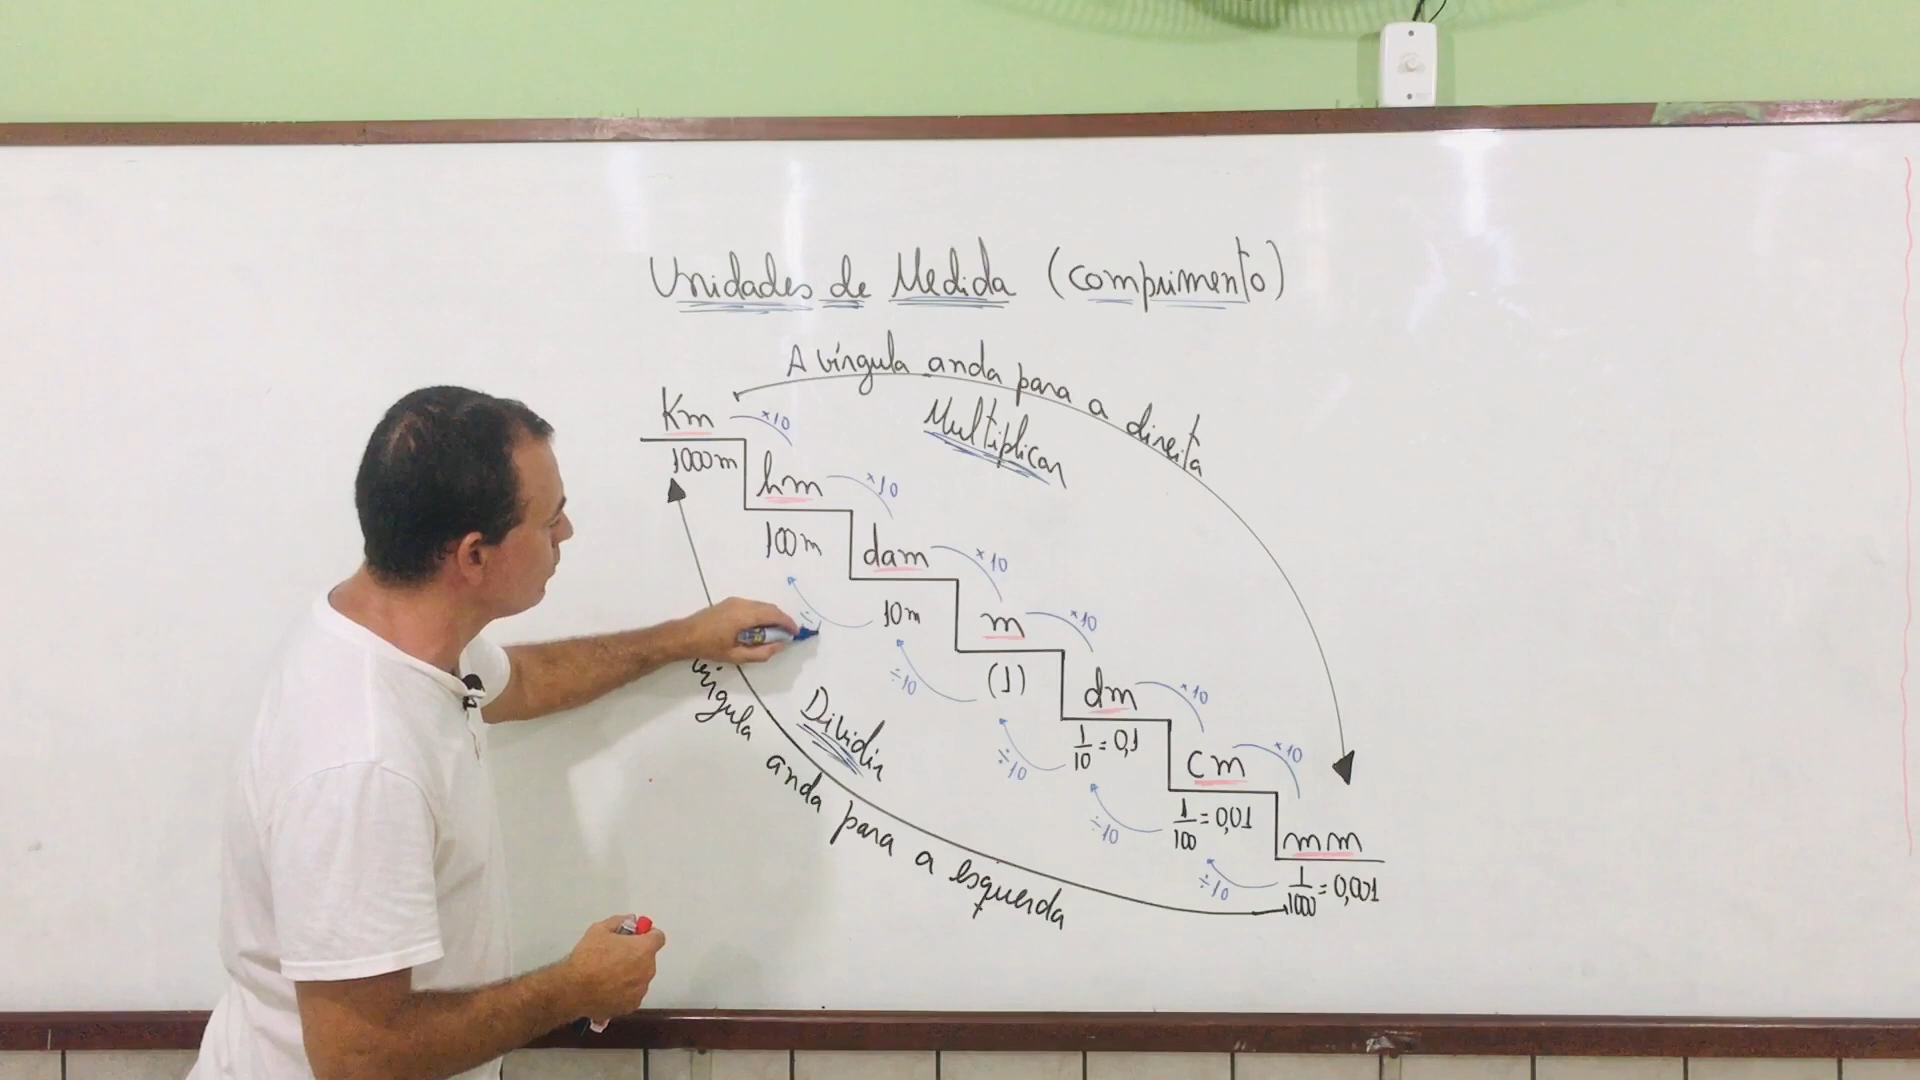 Unidades de Medida (comprimento)
A vírgula anda para a direita
Multiplicar
Km ×10
1000m
hm ×10
100m
dam ×10
10m
m ×10
(1)
÷10
dm ×10
1/10 = 0,1
÷10
cm ×10
1/100 = 0,01
÷10
mm
1/1000 = 0,001
÷10
Dividir
vírgula anda para a esquerda